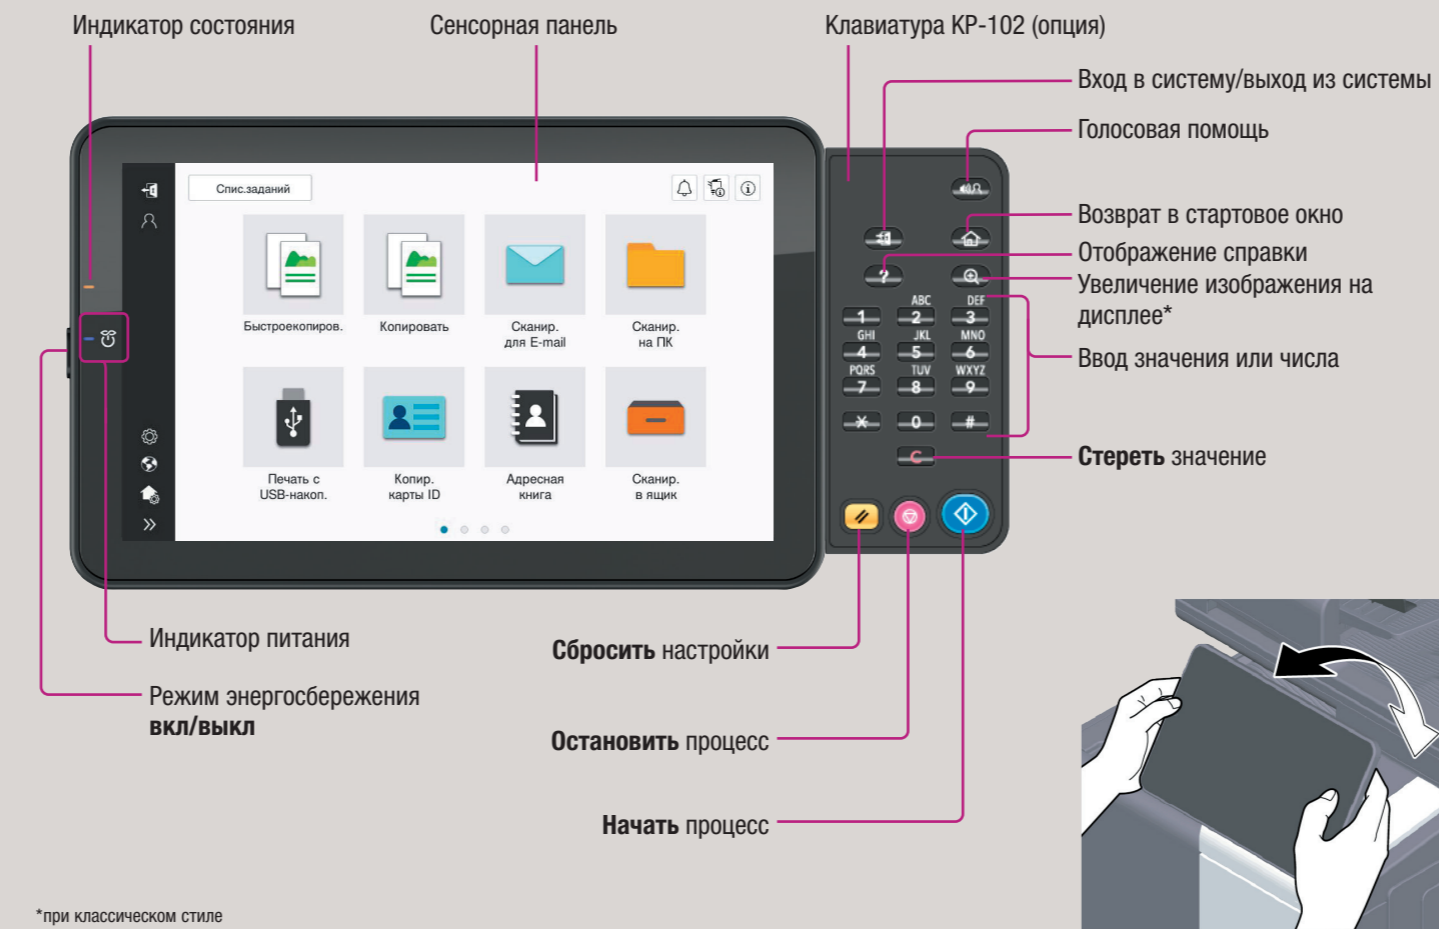 Индикатор состояния
Сенсорная панель
Клавиатура KP-102 (опция)
Вход в систему/выход из системы
Голосовая помощь
Возврат в стартовое окно
Отображение справки
Увеличение изображения на
дисплее*
Ввод значения или числа
Стереть значение
Спис.заданий
Быстрокопиров.
Копировать
Сканир.
для E-mail
Сканир.
на ПК
Печать с
USB-накоп.
Копир.
карты ID
Адресная
книга
Сканир.
в ящик
?
ABC
DEF
1
2
3
GHI
JKL
MNO
4
5
6
PQRS
TUV
WXYZ
7
8
9
0
#
C
Индикатор питания
Режим энергосбережения
вкл/выкл
Сбросить настройки
Остановить процесс
Начать процесс
*при классическом стиле